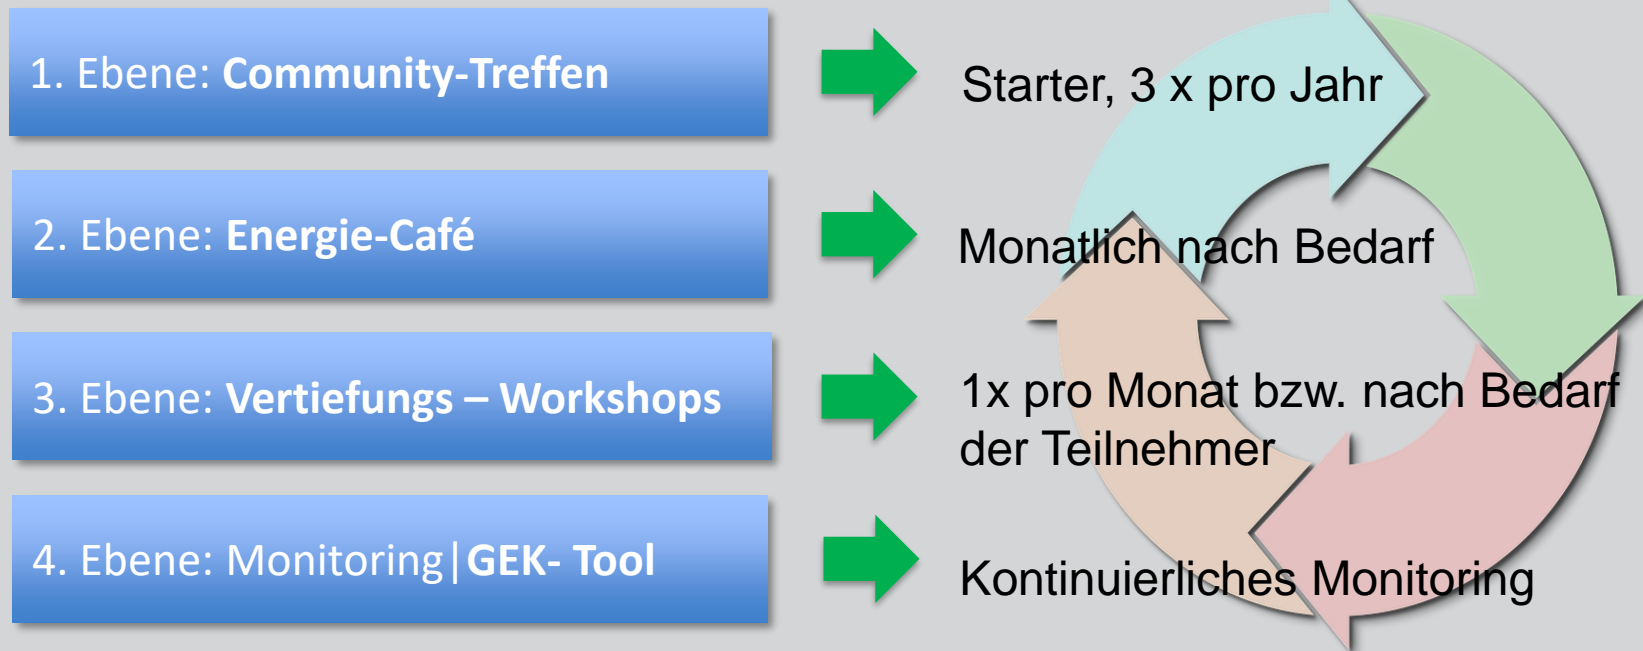 1. Ebene: Community-Treffen
Starter, 3 x pro Jahr
2. Ebene: Energie-Café
Monatlich nach Bedarf
3. Ebene: Vertiefungs – Workshops
1x pro Monat bzw. nach Bedarf
der Teilnehmer
4. Ebene: Monitoring|GEK- Tool
Kontinuierliches Monitoring